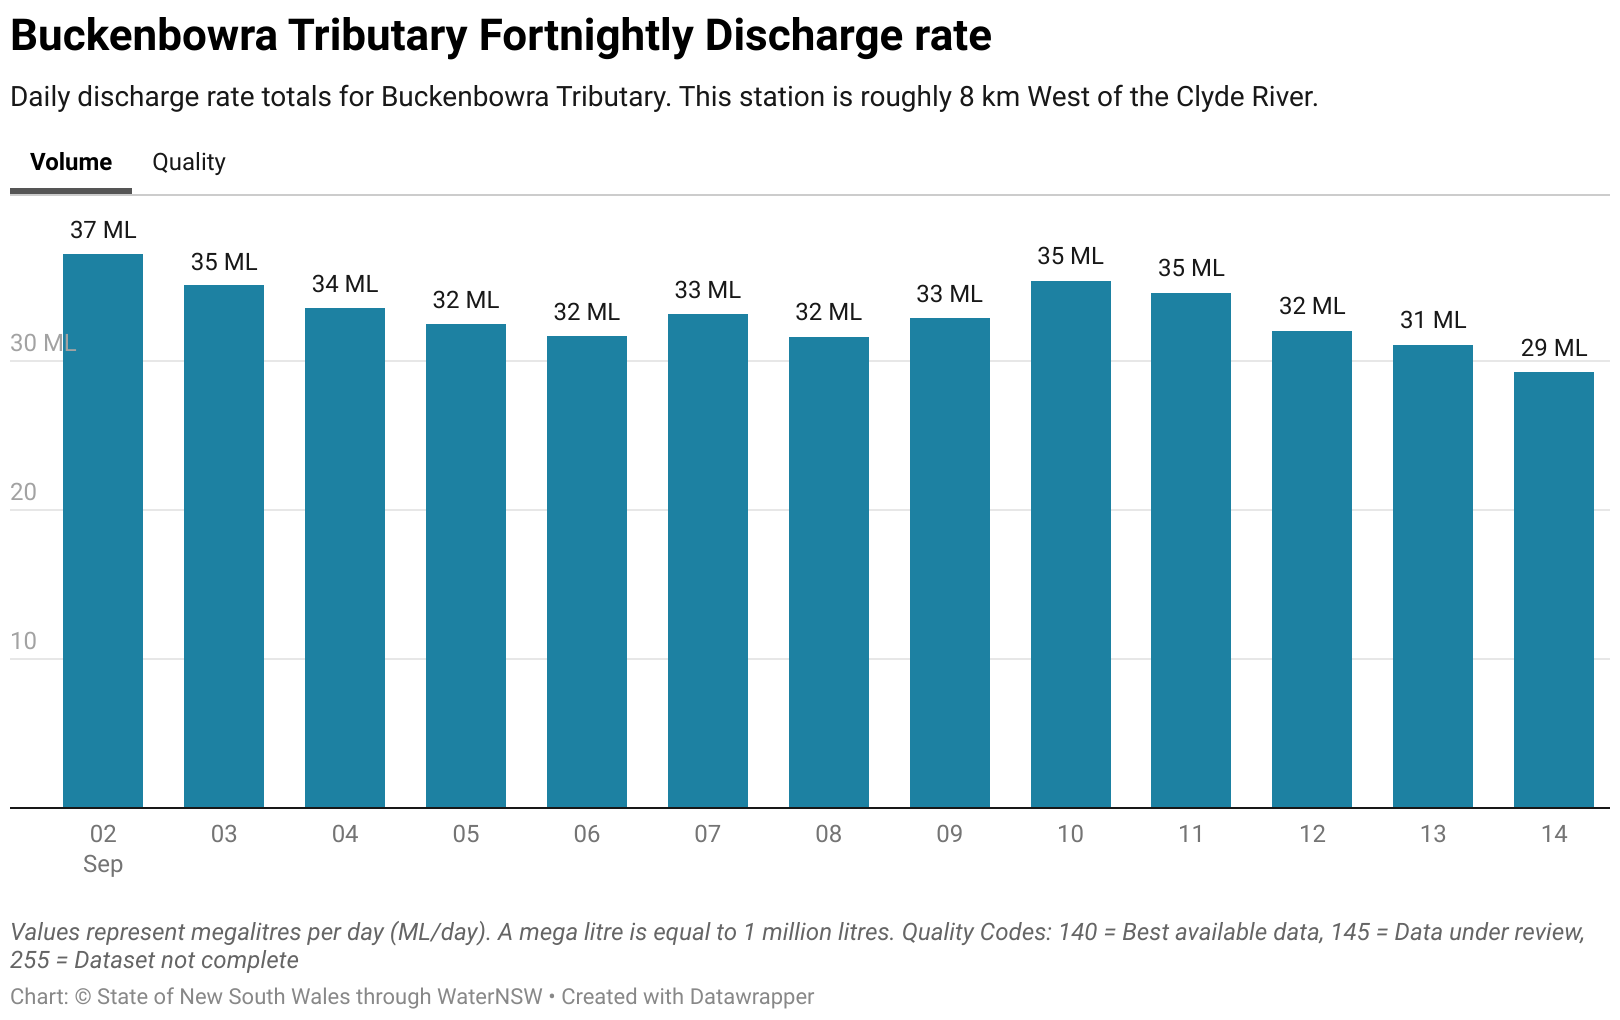 Buckenbowra Tributary Fortnightly Discharge rate
Daily discharge rate totals for Buckenbowra Tributary. This station is roughly 8 km West of the Clyde River.
Volume Quality
37 ML 35 ML 34 ML 32 ML 32 ML 33 ML 32 ML 33 ML 35 ML 35 ML 32 ML 31 ML 29 ML
30 ML
20
10
02 03 04 05 06 07 08 09 10 11 12 13 14
Sep
Values represent megalitres per day (ML/day). A mega litre is equal to 1 million litres. Quality Codes: 140 = Best available data, 145 = Data under review,
255 = Dataset not complete
Chart: © State of New South Wales through WaterNSW • Created with Datawrapper